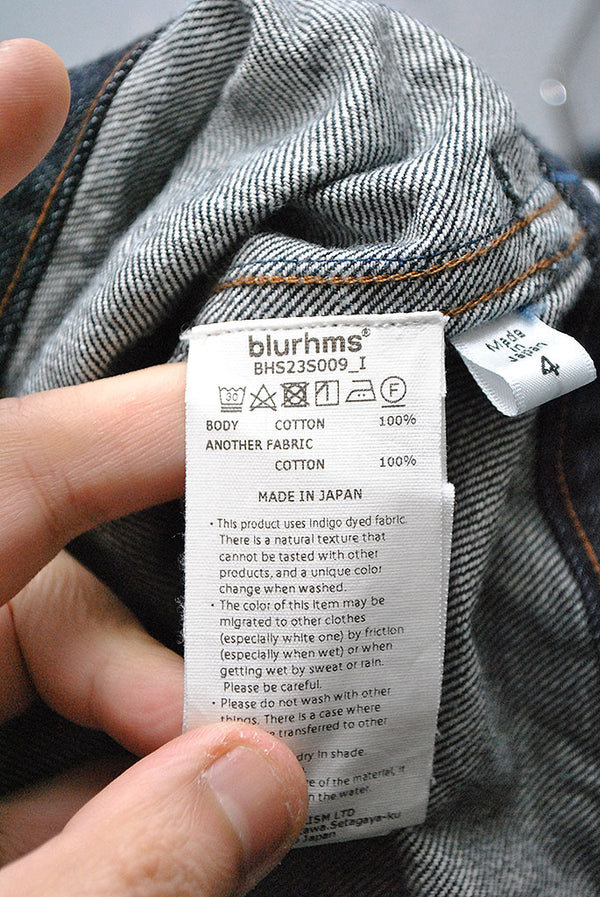 blurhms®
BHS23S009_I
30
F
BODY COTTON 100%
ANOTHER FABRIC
COTTON 100%
MADE IN JAPAN
• This product uses indigo dyed fabric.
There is a natural texture that
cannot be tasted with other
products, and a unique color
change when washed.
• The color of this item may be
migrated to other clothes
(especially white one) by friction
(especially when wet) or when
getting wet by sweat or rain.
Please be careful.
• Please do not wash with other
things. There is a case where
transferred to other
dry in shade.
of the material, it
the water.
LTD
Setagaya-ku
Japan
Made in
Japan
4